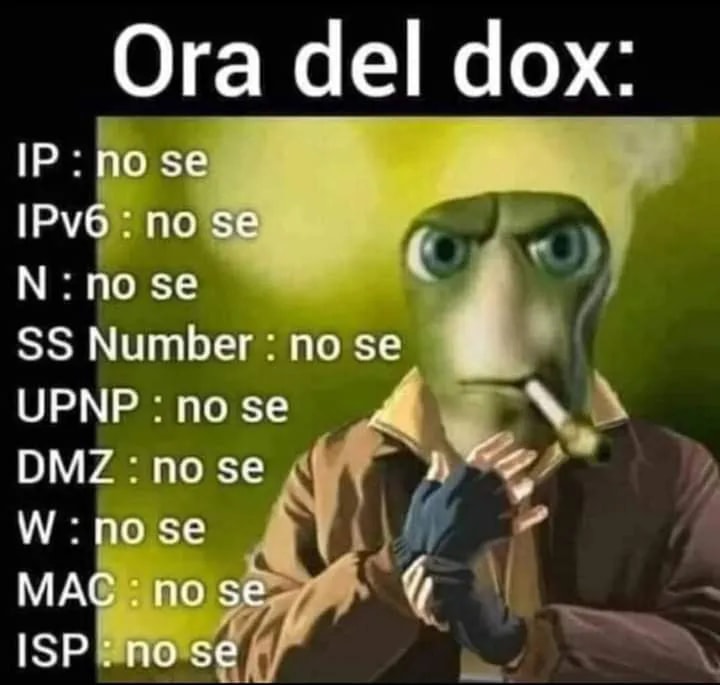 Ora del dox:
IP : no se
IPv6 : no se
N : no se
SS Number : no se
UPNP : no se
DMZ : no se
W : no se
MAC : no se
ISP : no se